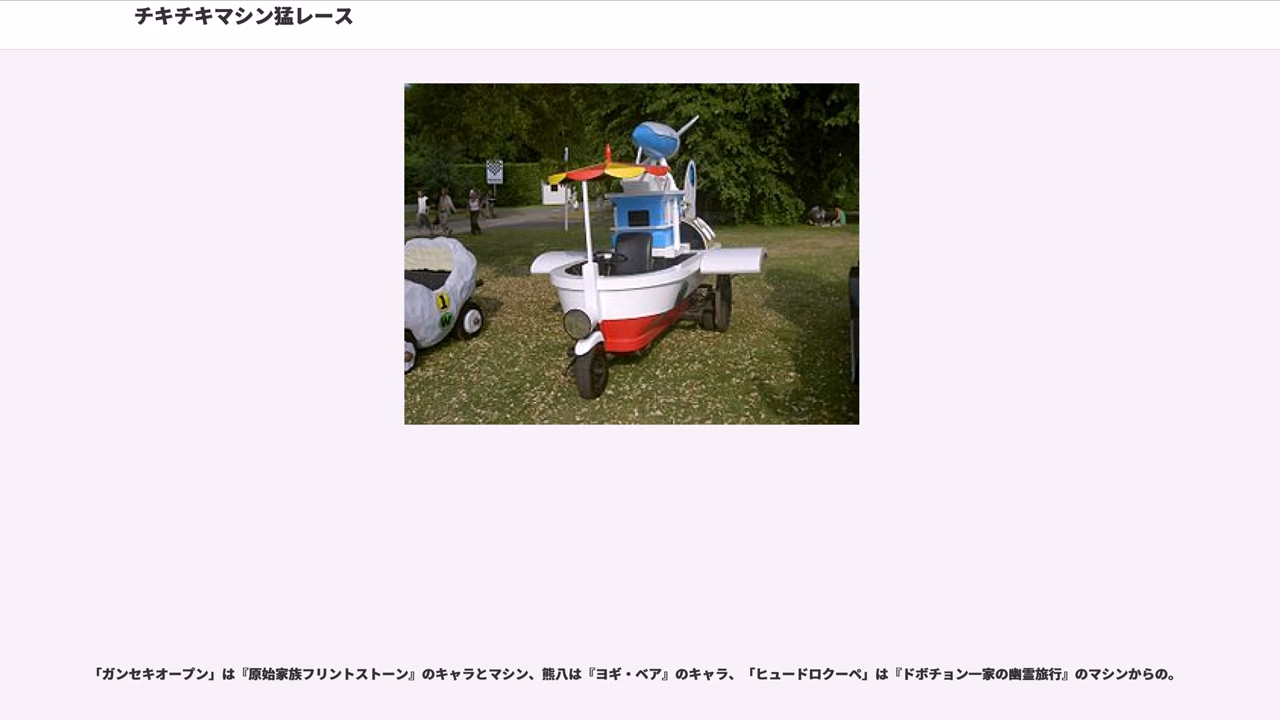 チキチキマシン猛レース
1
「ガンセキオープン」は『原始家族フリントストーン』のキャラとマシン、熊八は『ヨギ・ベア』のキャラ、「ヒュードロクーペ」は『ドボチョン一家の幽霊旅行』のマシンからの。